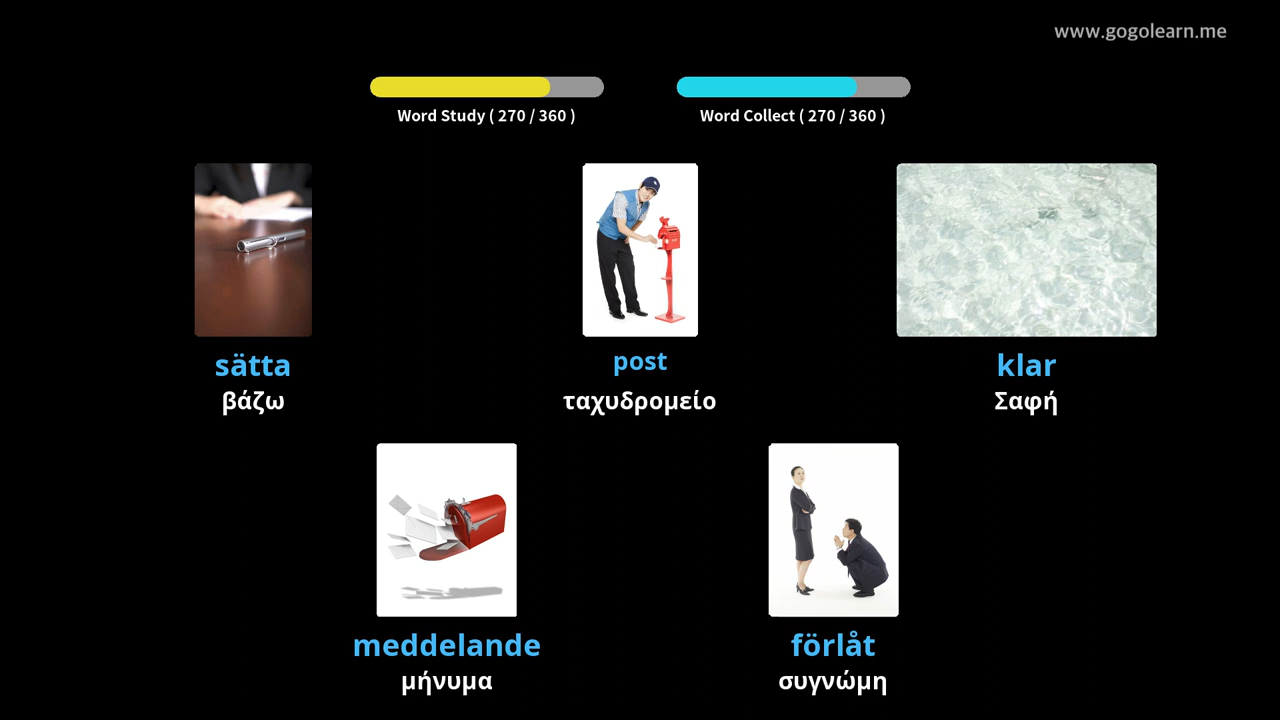 www.gogolearn.me
Word Study ( 270 / 360 )
Word Collect ( 270 / 360 )
sätta
βάζω
post
ταχυδρομείο
klar
Σαφή
meddelande
μήνυμα
förlåt
συγνώμη